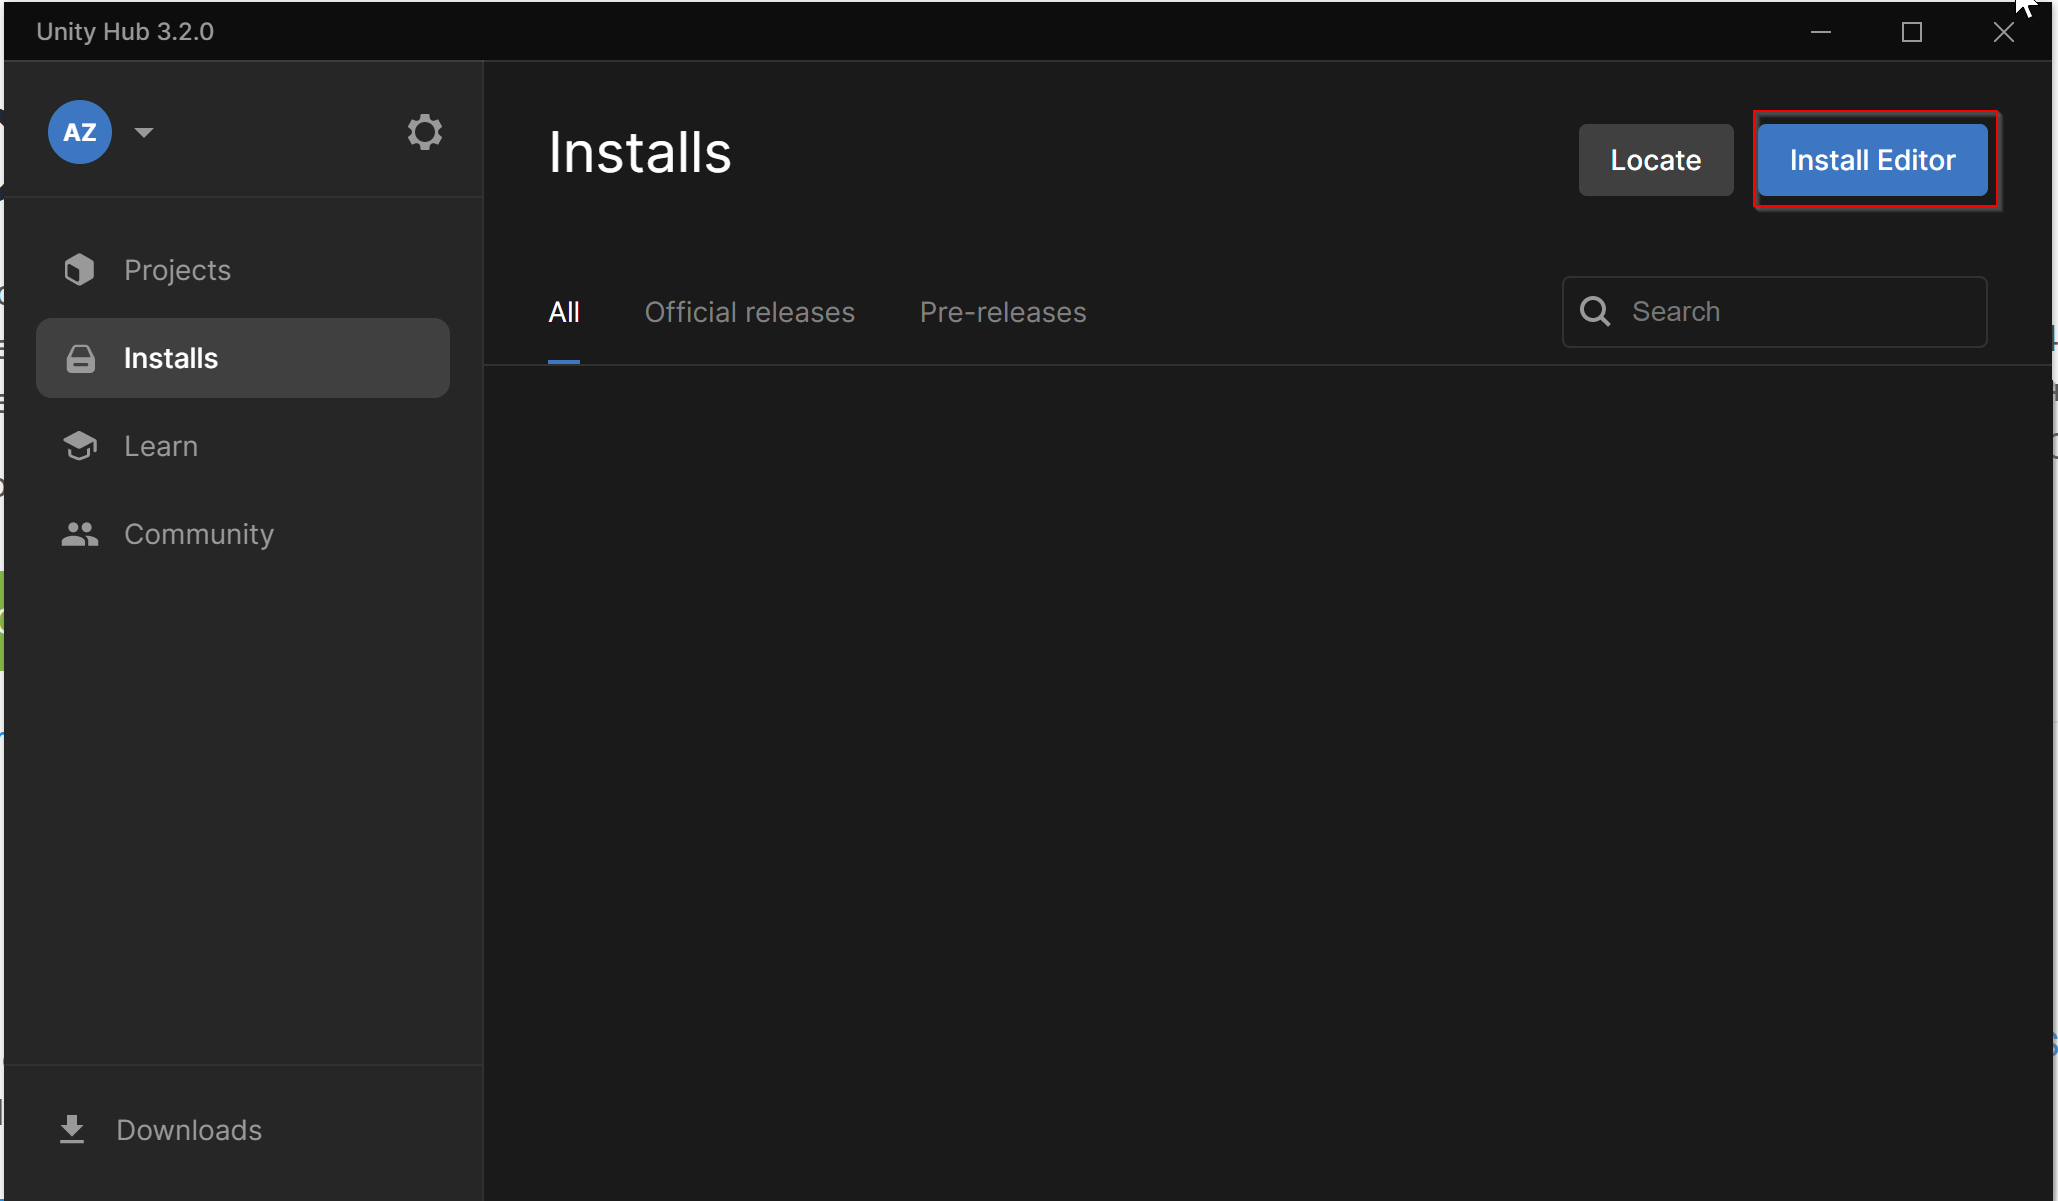 Unity Hub 3.2.0
AZ
Projects
Installs
Learn
Community
Downloads
Installs
Locate
Install Editor
All
Official releases
Pre-releases
Search